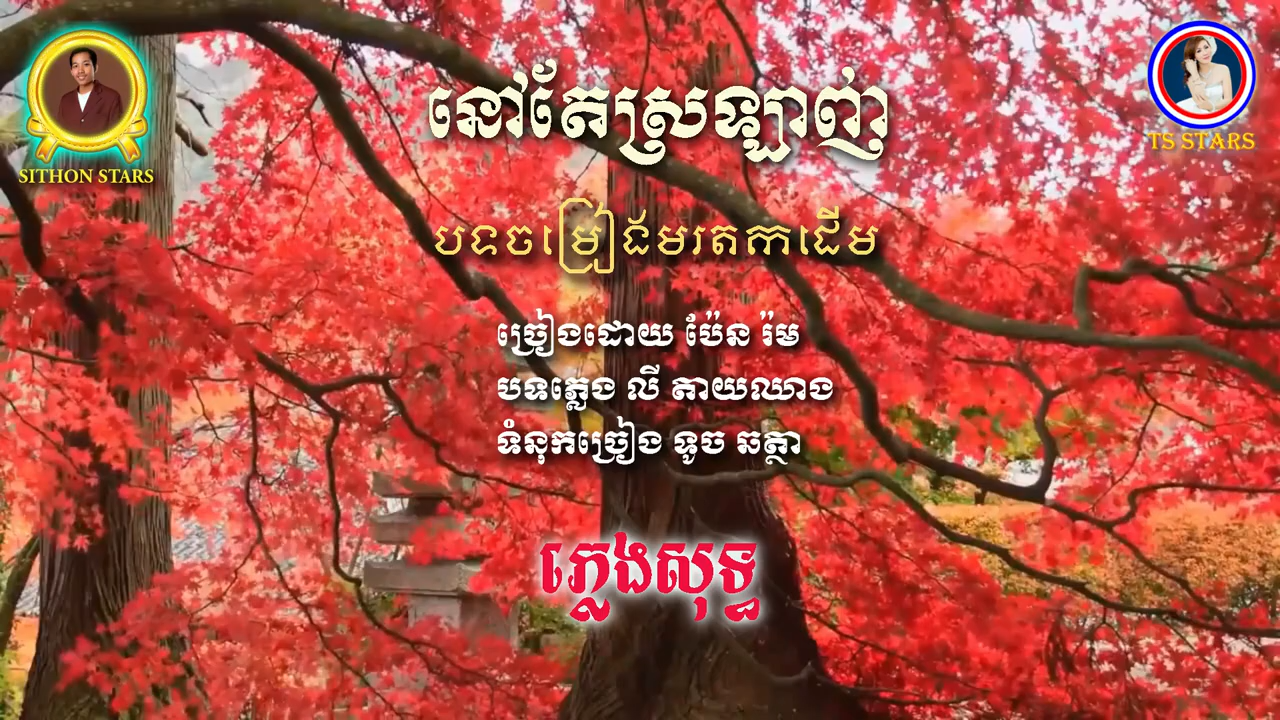 នៅតែស្រឡាញ់
TS STARS
SITHON STARS
បទចម្រៀងមរតកដើម
ច្រៀងដោយ ប៉ែន រ៉ម
បទភ្លេង លី តាយឈាង
ទំនុកច្រៀង ទូច ឆត្ថា
ភ្លេងសុទ្ធ